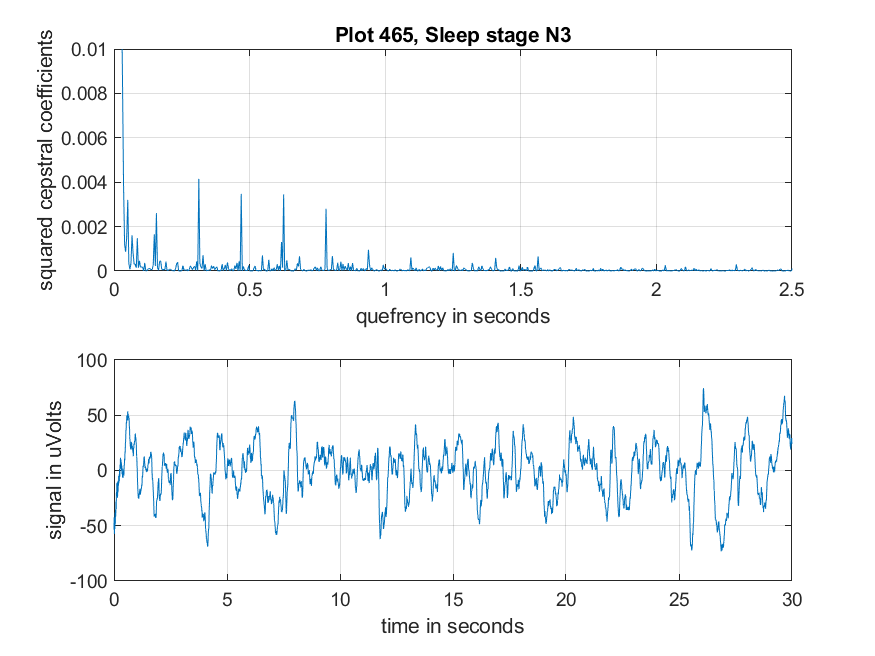 Plot 465, Sleep stage N3
squared cepstral coefficients
0.01
0.008
0.006
0.004
0.002
0
0 0.5 1 1.5 2 2.5
quefrency in seconds
signal in uVolts
100
50
0
-50
-100
0 5 10 15 20 25 30
time in seconds